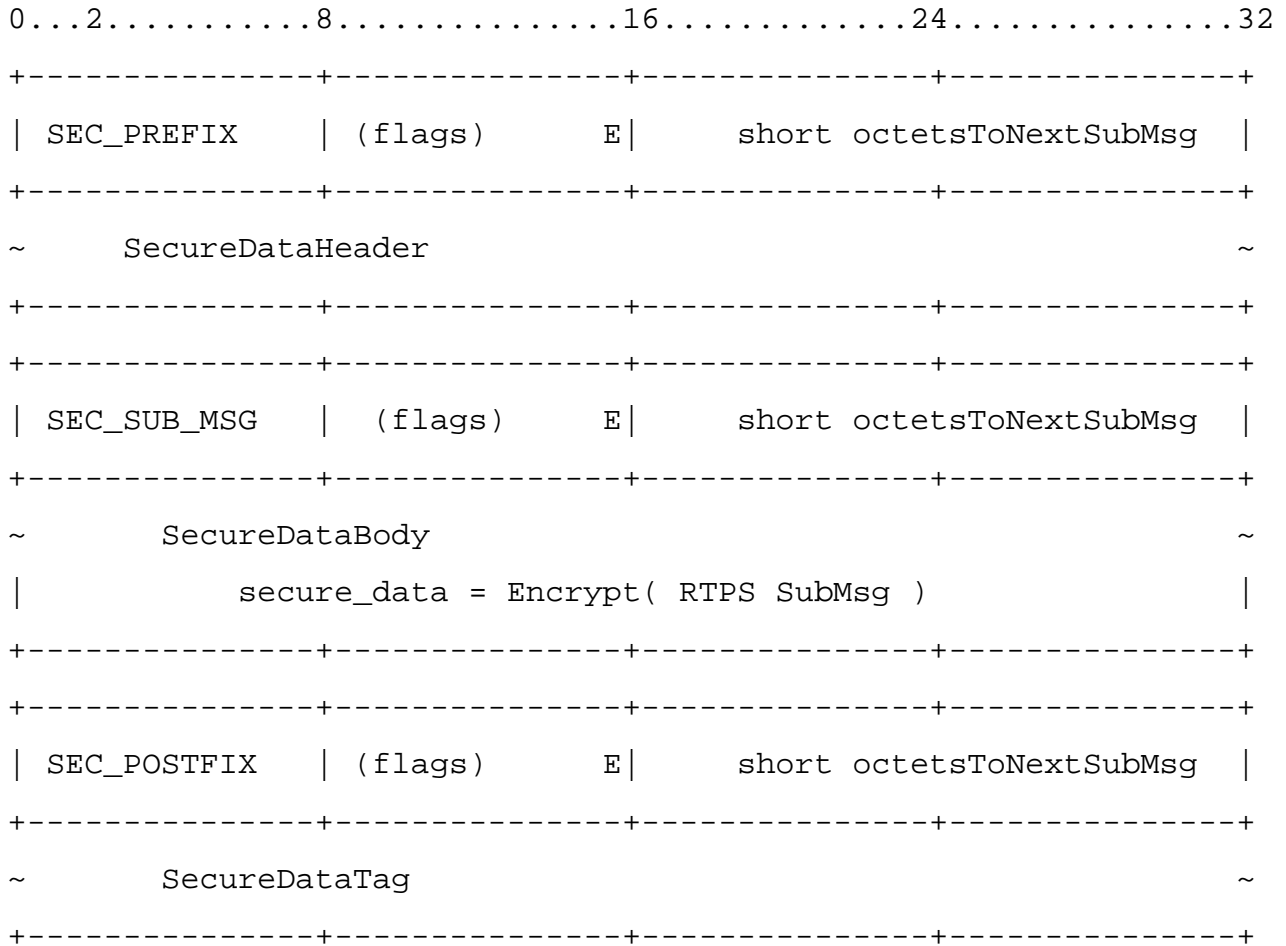 0...2...........8...............16.............24...............32
+---------------+---------------+---------------+---------------+
| SEC_PREFIX    | (flags)      E|     short octetsToNextSubMsg  |
+---------------+---------------+---------------+---------------+
~     SecureDataHeader                                          ~
+---------------+---------------+---------------+---------------+
+---------------+---------------+---------------+---------------+
| SEC_SUB_MSG   |  (flags)     E|     short octetsToNextSubMsg  |
+---------------+---------------+---------------+---------------+
~       SecureDataBody                                          ~
|           secure_data = Encrypt( RTPS SubMsg )                |
+---------------+---------------+---------------+---------------+
+---------------+---------------+---------------+---------------+
| SEC_POSTFIX   | (flags)      E|     short octetsToNextSubMsg  |
+---------------+---------------+---------------+---------------+
~       SecureDataTag                                           ~
+---------------+---------------+---------------+---------------+